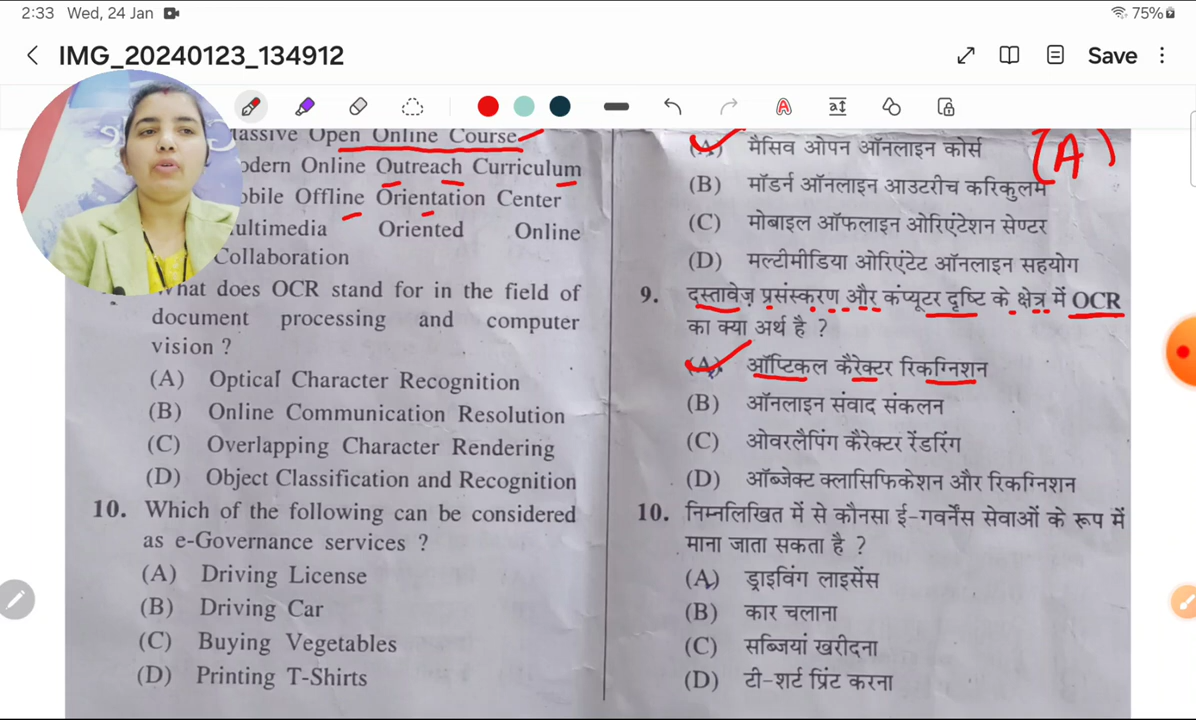 2:33 Wed, 24 Jan
75%
IMG_20240123_134912
Save
Open Online Course
Online Outreach Curriculum
Offline Orientation Center
Oriented Online
Collaboration
What does OCR stand for in the field of
document processing and computer
vision ?
(A) Optical Character Recognition
(B) Online Communication Resolution
(C) Overlapping Character Rendering
(D) Object Classification and Recognition
10. Which of the following can be considered
as e-Governance services ?
(A) Driving License
(B) Driving Car
(C) Buying Vegetables
(D) Printing T-Shirts
(A) मैसिव ओपन ऑनलाइन कोर्स
(A)
(B) मॉडर्न ऑनलाइन आउटरीच करिकुलम
(C) मोबाइल ऑफलाइन ओरिएंटेशन सेण्टर
(D) मल्टीमीडिया ओरिएंटेट ऑनलाइन सहयोग
9. दस्तावेज़ प्रसंस्करण और कंप्यूटर दृष्टि के क्षेत्र में OCR
का क्या अर्थ है ?
(A) ऑप्टिकल कैरेक्टर रिकग्निशन
(B) ऑनलाइन संवाद संकलन
(C) ओवरलैपिंग कैरेक्टर रेंडरिंग
(D) ऑब्जेक्ट क्लासिफिकेशन और रिकग्निशन
10. निम्नलिखित में से कौनसा ई-गवर्नेंस सेवाओं के रूप में
माना जाता सकता है ?
(A) ड्राइविंग लाइसेंस
(B) कार चलाना
(C) सब्जियां खरीदना
(D) टी-शर्ट प्रिंट करना